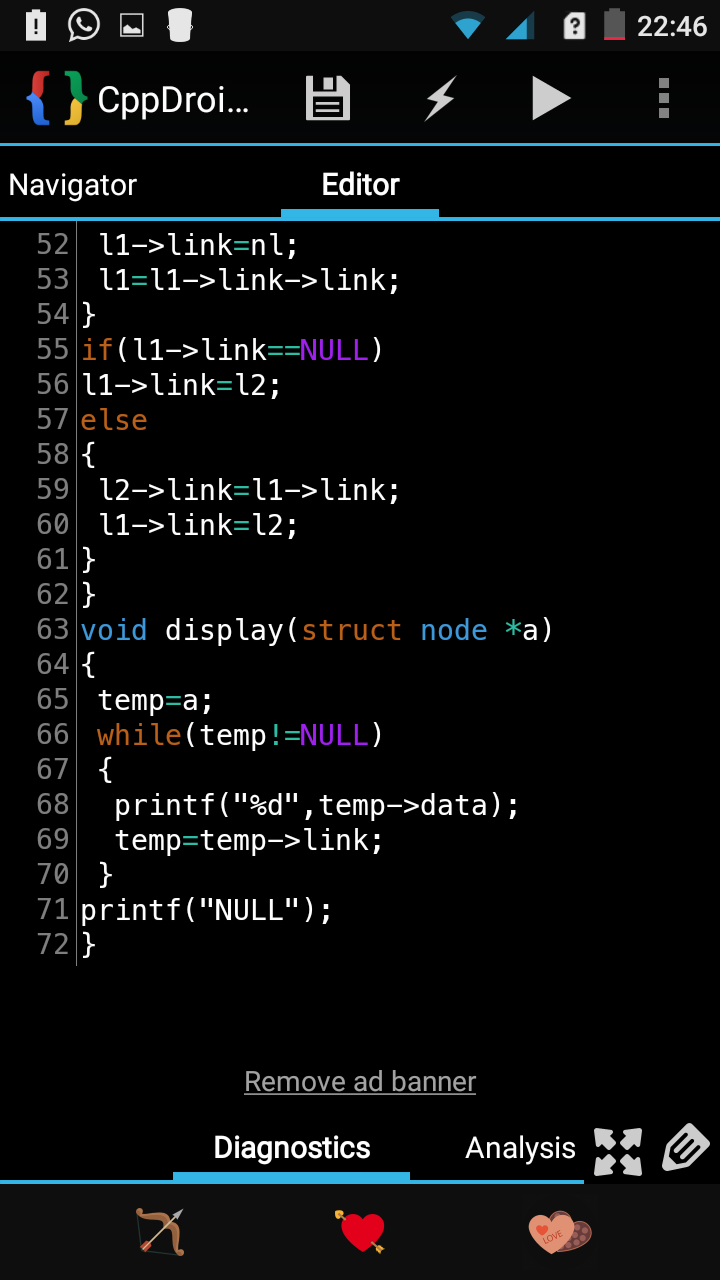 22:46
CppDroi...
Navigator Editor
52 l1->link=nl;
53 l1=l1->link->link;
54 }
55 if(l1->link==NULL)
56 l1->link=l2;
57 else
58 {
59 l2->link=l1->link;
60 l1->link=l2;
61 }
62 }
63 void display(struct node *a)
64 {
65 temp=a;
66 while(temp!=NULL)
67 {
68 printf("%d",temp->data);
69 temp=temp->link;
70 }
71 printf("NULL");
72 }
Remove ad banner
Diagnostics Analysis
LOVE